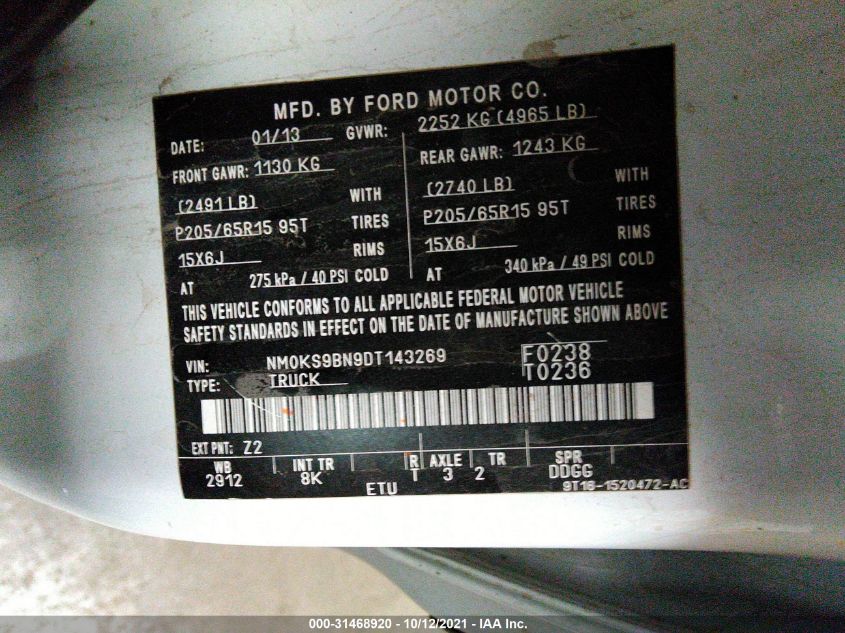 MFD. BY FORD MOTOR CO.
DATE: 01/13 GVWR: 2252 KG (4965 LB)
FRONT GAWR: 1130 KG REAR GAWR: 1243 KG
(2491 LB) WITH (2740 LB) WITH
P205/65R15 95T TIRES P205/65R15 95T TIRES
15X6J RIMS 15X6J RIMS
AT 275 kPa / 40 PSI COLD AT 340 kPa / 49 PSI COLD
THIS VEHICLE CONFORMS TO ALL APPLICABLE FEDERAL MOTOR VEHICLE
SAFETY STANDARDS IN EFFECT ON THE DATE OF MANUFACTURE SHOWN ABOVE
VIN: NM0KS9BN9DT143269 F0238
TYPE: TRUCK T0236
EXT PNT: Z2
WB INT TR R AXLE TR SPR
2912 8K T 3 2 DDGG
ETU 9T16-1520472-AC
000-31468920 - 10/12/2021 - IAA Inc.